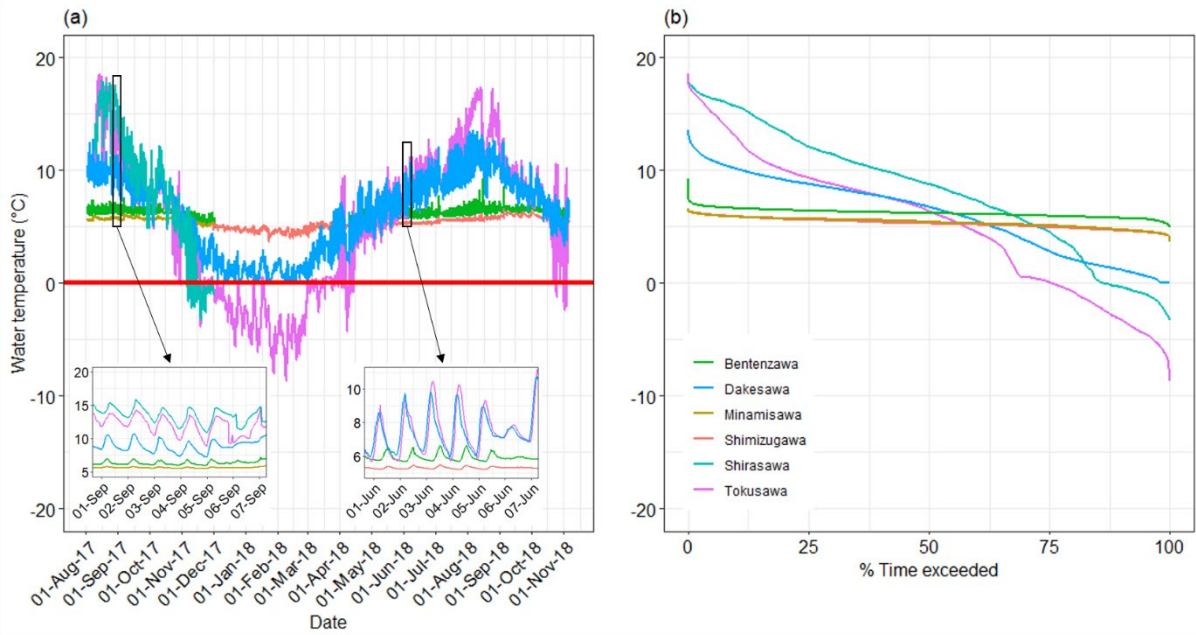 (a)
Water temperature (°C)
20
10
0
-10
-20
20
15
10
5
01-Sep
02-Sep
03-Sep
04-Sep
05-Sep
06-Sep
07-Sep
10
8
6
01-Jun
02-Jun
03-Jun
04-Jun
05-Jun
06-Jun
07-Jun
01-Aug-17
01-Sep-17
01-Oct-17
01-Nov-17
01-Dec-17
01-Jan-18
01-Feb-18
01-Mar-18
01-Apr-18
01-May-18
01-Jun-18
01-Jul-18
01-Aug-18
01-Sep-18
01-Oct-18
01-Nov-18
Date
(b)
20
10
0
-10
-20
Bentenzawa
Dakesawa
Minamisawa
Shimizugawa
Shirasawa
Tokusawa
0
25
50
75
100
% Time exceeded